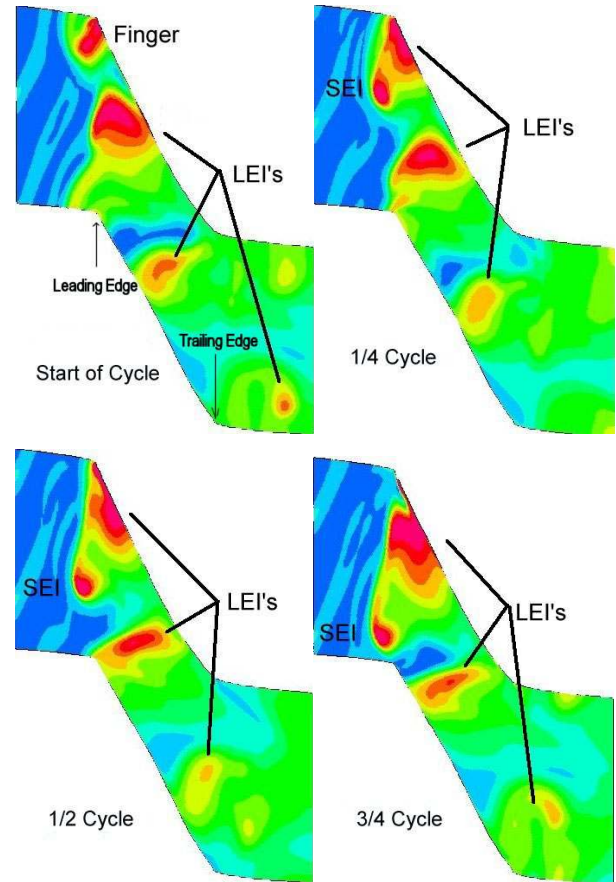 Finger
LEI's
Leading Edge
Trailing Edge
Start of Cycle
SEI
LEI's
1/4 Cycle
SEI
LEI's
1/2 Cycle
SEI
LEI's
3/4 Cycle